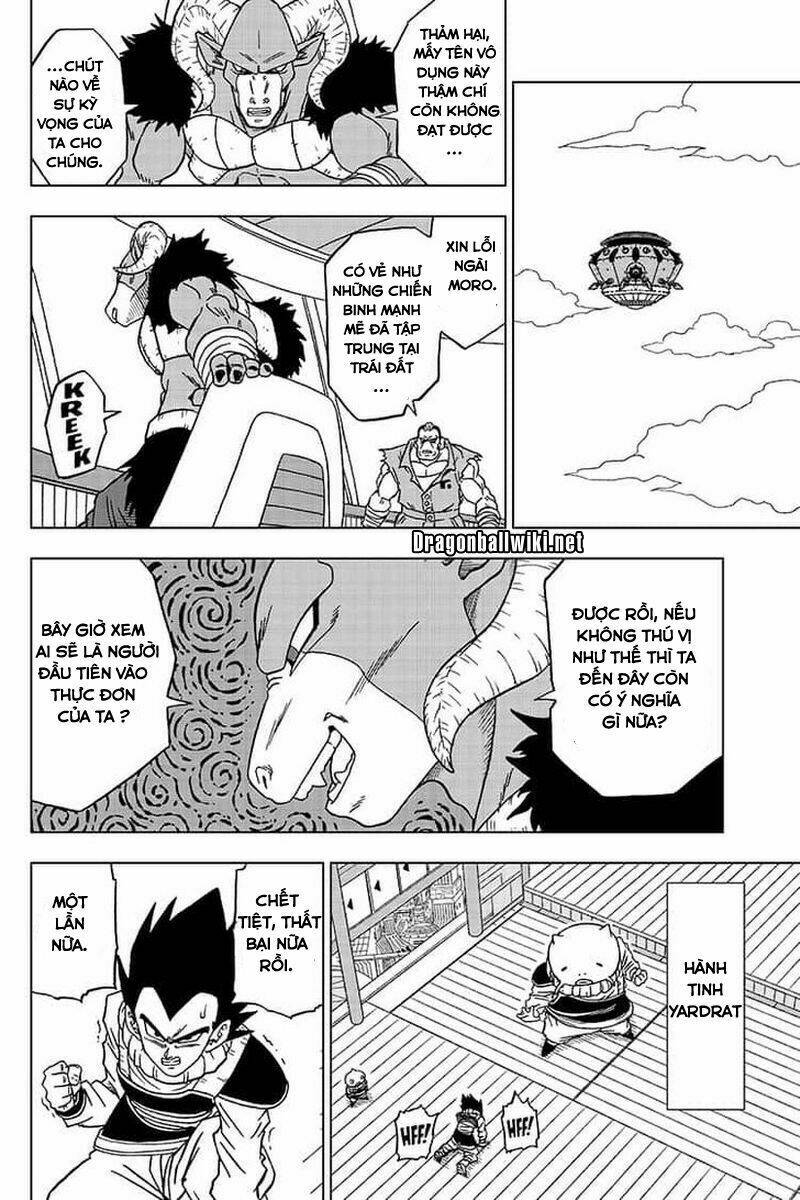 THẢM HẠI,
MẤY TÊN VÔ
DỤNG NÀY
THẬM CHÍ
CÒN KHÔNG
ĐẠT ĐƯỢC
...
...CHÚT
NÀO VỀ
SỰ KỲ
VỌNG CỦA
TA CHO
CHÚNG.
XIN LỖI
NGÀI
MORO.
CÓ VẺ NHƯ
NHỮNG CHIẾN
BINH MẠNH
MẼ ĐÃ TẬP
TRUNG TẠI
TRÁI ĐẤT
...
KREEK
Dragonballwiki.net
ĐƯỢC RỒI, NẾU
KHÔNG THÚ VỊ
NHƯ THẾ THÌ TA
ĐẾN ĐÂY CÒN
CÓ Ý NGHĨA
GÌ NỮA?
BÂY GIỜ XEM
AI SẼ LÀ NGƯỜI
ĐẦU TIÊN VÀO
THỰC ĐƠN
CỦA TA ?
HÀNH
TINH
YARDRAT
HFF!
HFF!
CHẾT
TIỆT, THẤT
BẠI NỮA
RỒI.
MỘT
LẦN
NỮA.